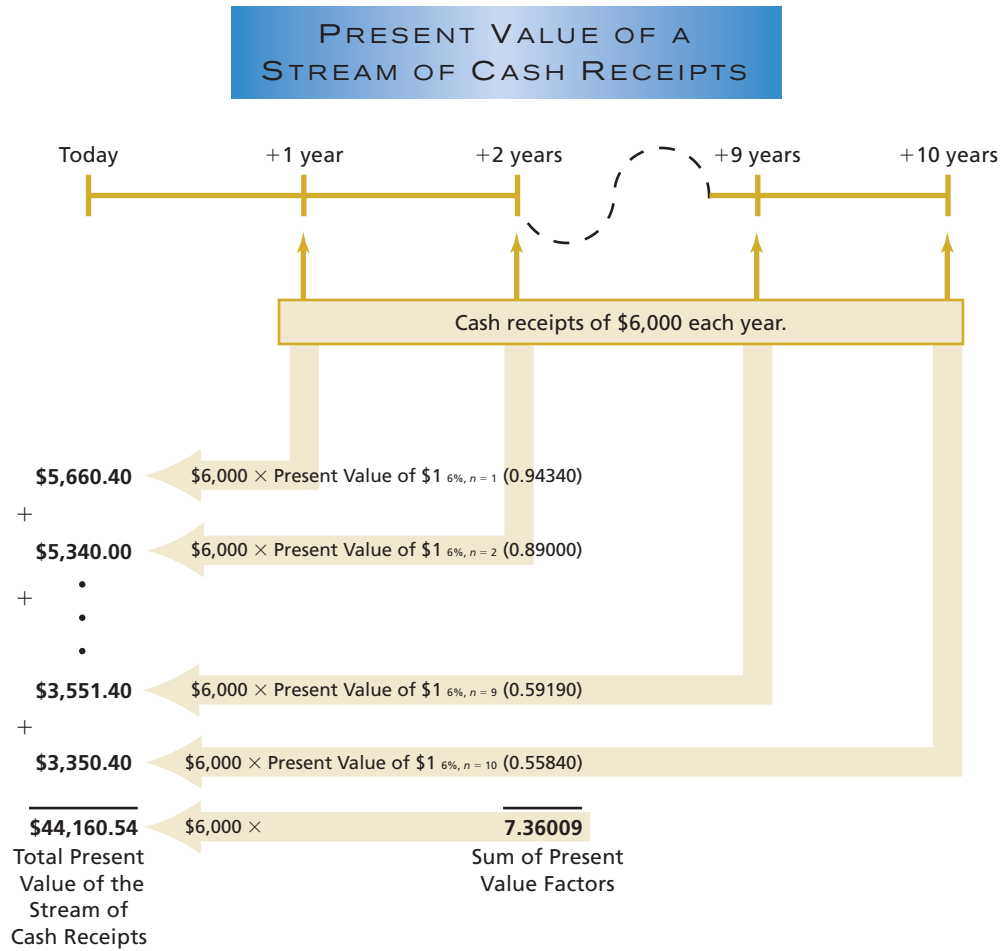 PRESENT VALUE OF A
STREAM OF CASH RECEIPTS
Today +1 year +2 years +9 years +10 years
Cash receipts of $6,000 each year.
$5,660.40 $6,000 × Present Value of $1 6%, n = 1 (0.94340)
+
$5,340.00 $6,000 × Present Value of $1 6%, n = 2 (0.89000)
+
$3,551.40 $6,000 × Present Value of $1 6%, n = 9 (0.59190)
+
$3,350.40 $6,000 × Present Value of $1 6%, n = 10 (0.55840)
$44,160.54 $6,000 × 7.36009
Total Present
Value of the
Stream of
Cash Receipts
Sum of Present
Value Factors